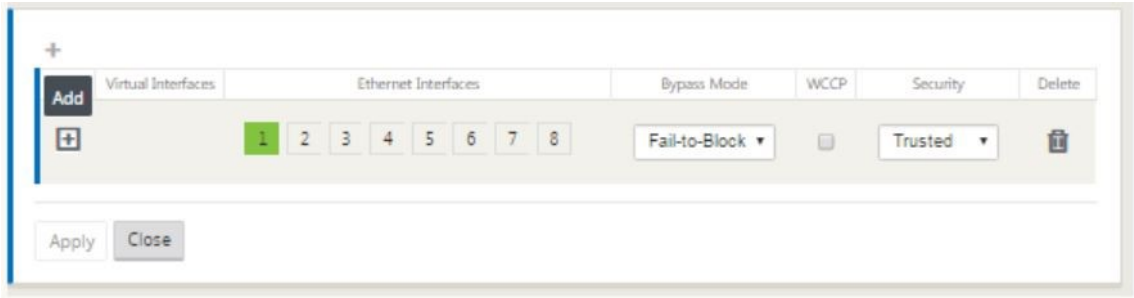 +
Add Virtual Interfaces Ethernet Interfaces Bypass Mode WCCP Security Delete
1 2 3 4 5 6 7 8 Fail-to-Block Trusted
Apply Close